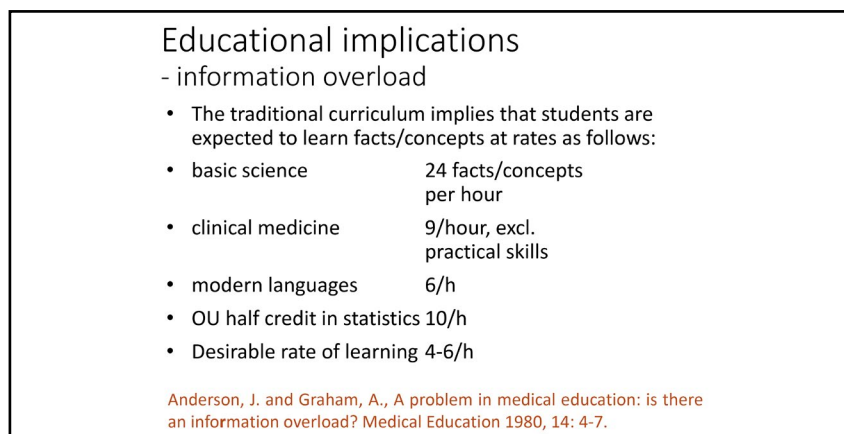 Educational implications
- information overload
• The traditional curriculum implies that students are
expected to learn facts/concepts at rates as follows:
• basic science 24 facts/concepts
per hour
• clinical medicine 9/hour, excl.
practical skills
• modern languages 6/h
• OU half credit in statistics 10/h
• Desirable rate of learning 4-6/h
Anderson, J. and Graham, A., A problem in medical education: is there
an information overload? Medical Education 1980, 14: 4-7.